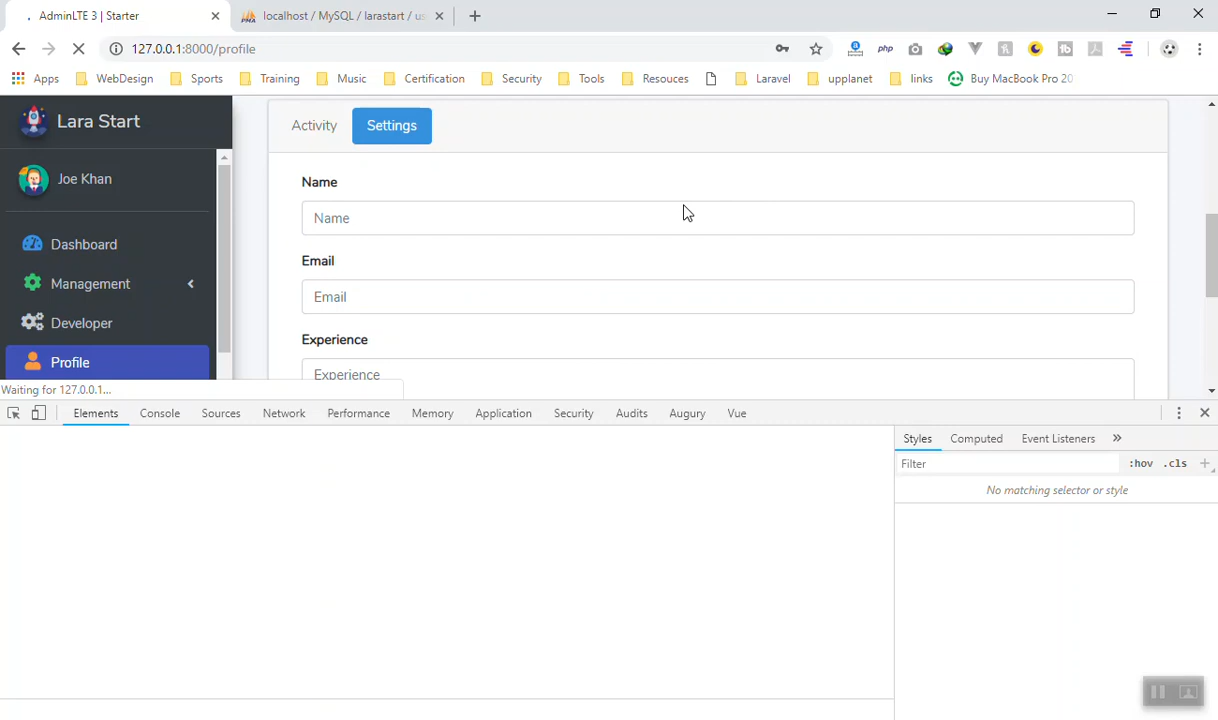 AdminLTE 3 | Starter
localhost / MySQL / larastart / us
127.0.0.1:8000/profile
php
Apps WebDesign Sports Training Music Certification Security Tools Resouces Laravel upplanet links Buy MacBook Pro 20
Lara Start
Joe Khan
Dashboard
Management
Developer
Profile
Activity Settings
Name
Name
Email
Email
Experience
Experience
Waiting for 127.0.0.1...
Elements Console Sources Network Performance Memory Application Security Audits Augury Vue
Styles Computed Event Listeners »
Filter :hov .cls +
No matching selector or style